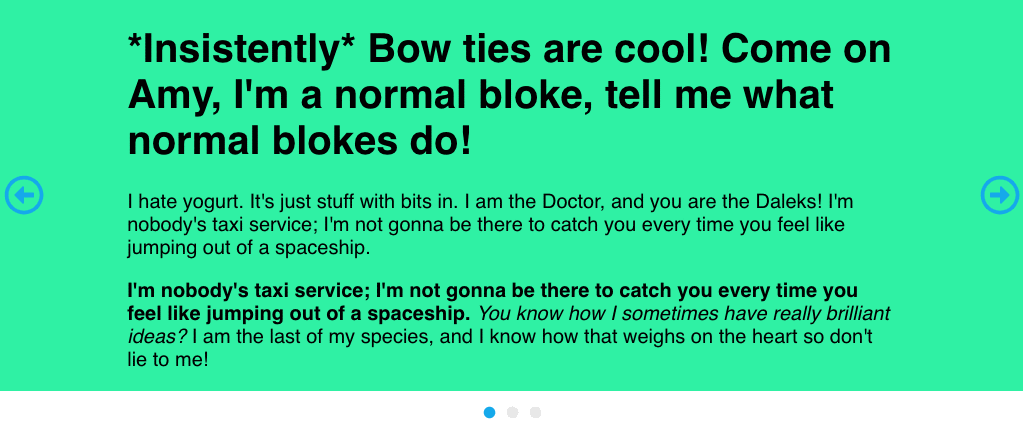 *Insistently* Bow ties are cool! Come on
Amy, I'm a normal bloke, tell me what
normal blokes do!
I hate yogurt. It's just stuff with bits in. I am the Doctor, and you are the Daleks! I'm
nobody's taxi service; I'm not gonna be there to catch you every time you feel like
jumping out of a spaceship.
I'm nobody's taxi service; I'm not gonna be there to catch you every time you
feel like jumping out of a spaceship. You know how I sometimes have really brilliant
ideas? I am the last of my species, and I know how that weighs on the heart so don't
lie to me!